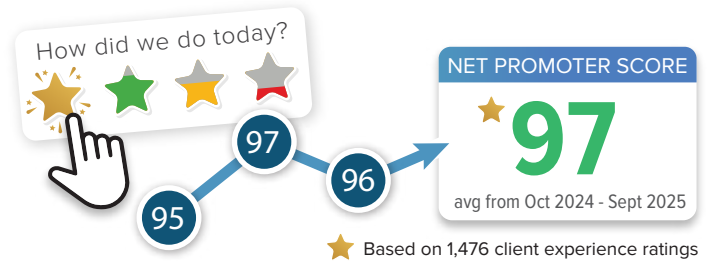 How did we do today?
95
97
96
NET PROMOTER SCORE
97
avg from Oct 2024 - Sept 2025
Based on 1,476 client experience ratings